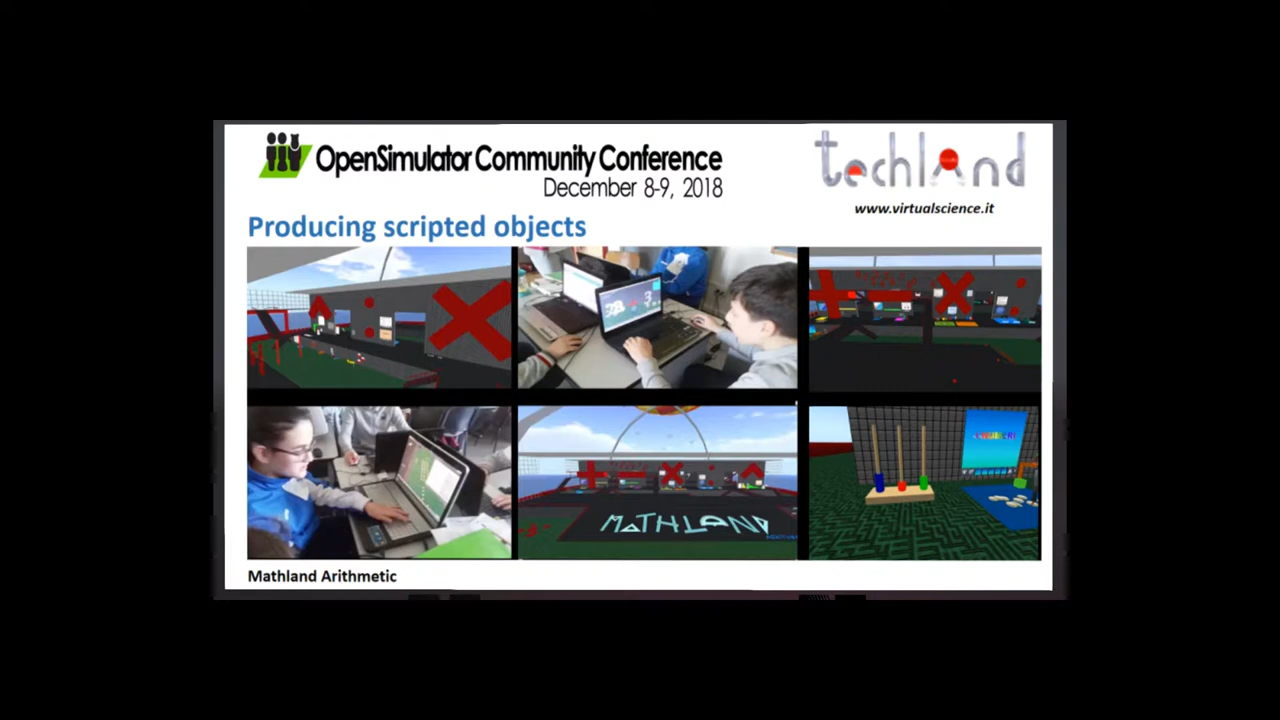 OpenSimulator Community Conference
December 8-9, 2018
techland
www.virtualscience.it
Producing scripted objects
MATHLAND
Mathland Arithmetic